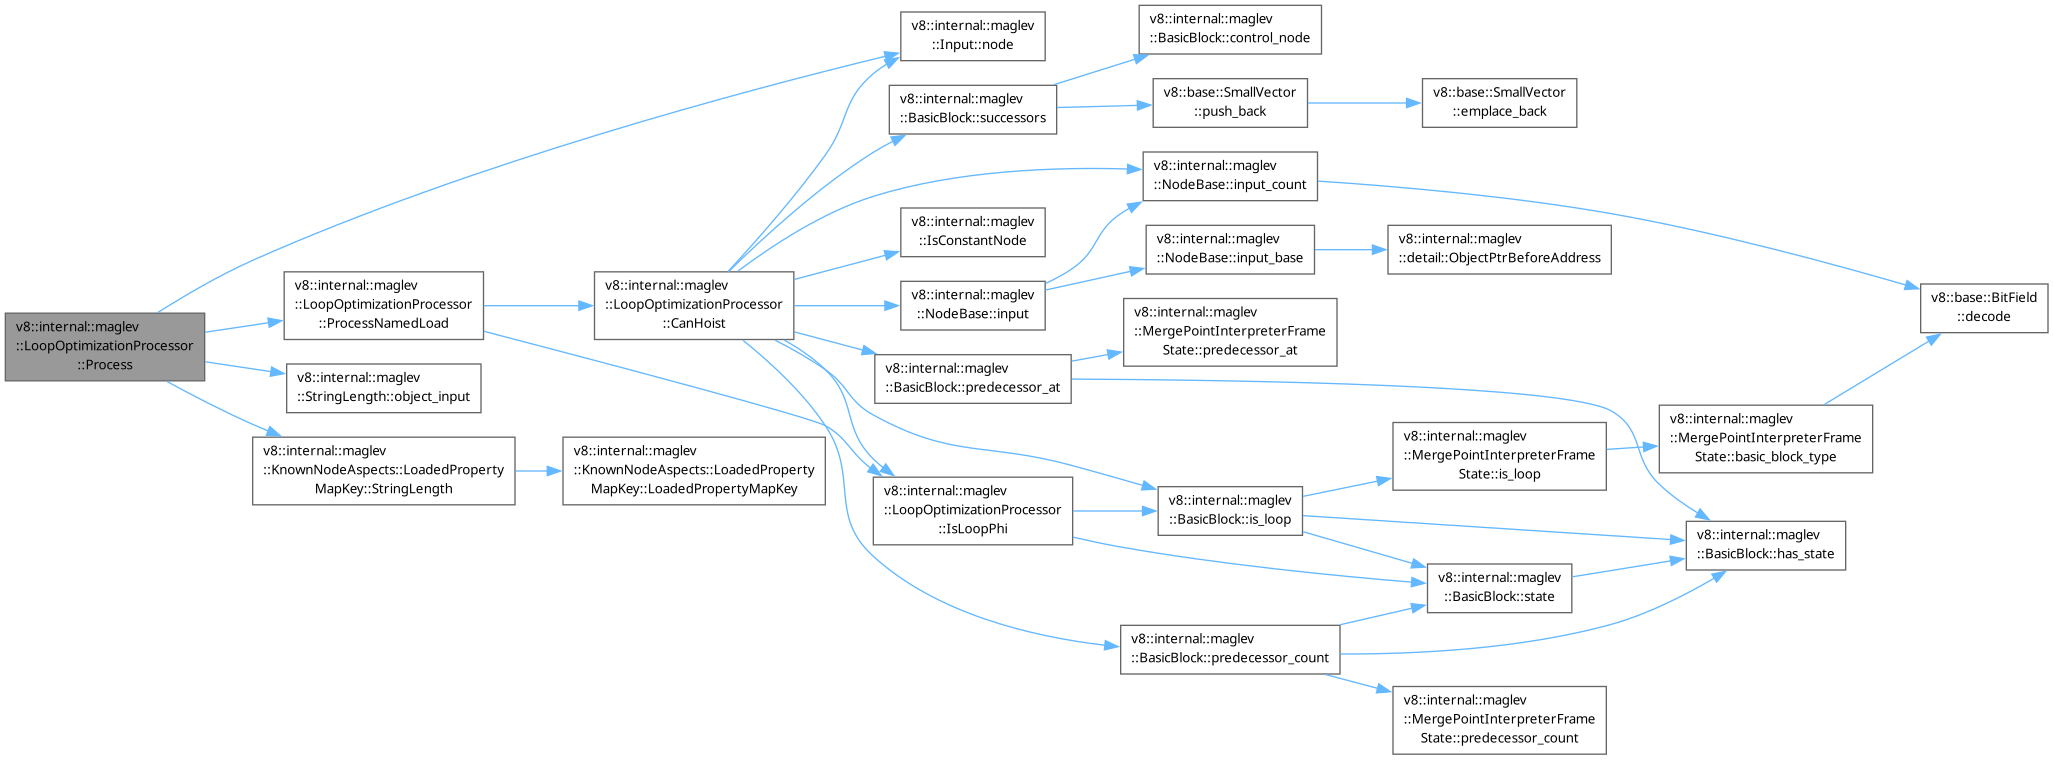 v8::internal::maglev
::LoopOptimizationProcessor
::Process
v8::internal::maglev
::Input::node
v8::internal::maglev
::LoopOptimizationProcessor
::ProcessNamedLoad
v8::internal::maglev
::LoopOptimizationProcessor
::CanHoist
v8::internal::maglev
::BasicBlock::successors
v8::internal::maglev
::BasicBlock::control_node
v8::base::SmallVector
::push_back
v8::base::SmallVector
::emplace_back
v8::internal::maglev
::NodeBase::input_count
v8::internal::maglev
::IsConstantNode
v8::internal::maglev
::NodeBase::input_base
v8::internal::maglev
::detail::ObjectPtrBeforeAddress
v8::internal::maglev
::NodeBase::input
v8::base::BitField
::decode
v8::internal::maglev
::MergePointInterpreterFrame
State::predecessor_at
v8::internal::maglev
::BasicBlock::predecessor_at
v8::internal::maglev
::StringLength::object_input
v8::internal::maglev
::KnownNodeAspects::LoadedProperty
MapKey::StringLength
v8::internal::maglev
::KnownNodeAspects::LoadedProperty
MapKey::LoadedPropertyMapKey
v8::internal::maglev
::LoopOptimizationProcessor
::IsLoopPhi
v8::internal::maglev
::BasicBlock::is_loop
v8::internal::maglev
::MergePointInterpreterFrame
State::is_loop
v8::internal::maglev
::MergePointInterpreterFrame
State::basic_block_type
v8::internal::maglev
::BasicBlock::has_state
v8::internal::maglev
::BasicBlock::state
v8::internal::maglev
::BasicBlock::predecessor_count
v8::internal::maglev
::MergePointInterpreterFrame
State::predecessor_count